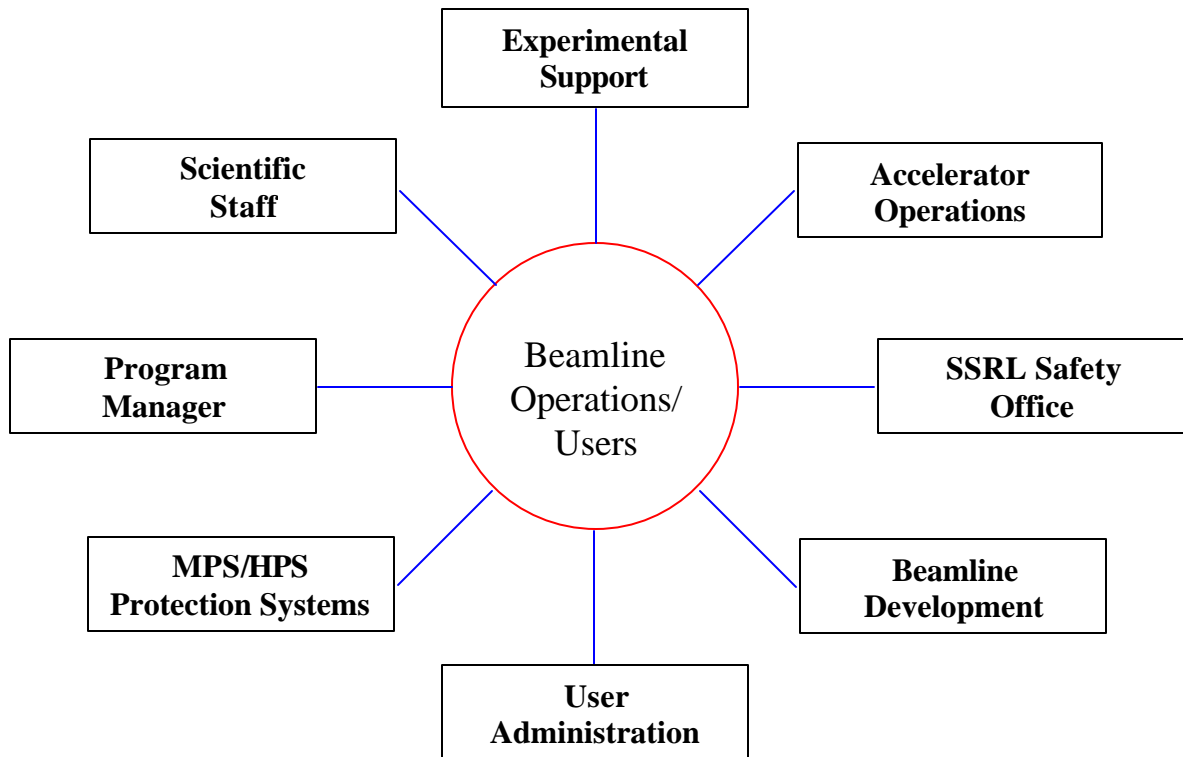 Experimental
Support
Scientific
Staff
Accelerator
Operations
Program
Manager
Beamline
Operations/
Users
SSRL Safety
Office
MPS/HPS
Protection Systems
Beamline
Development
User
Administration